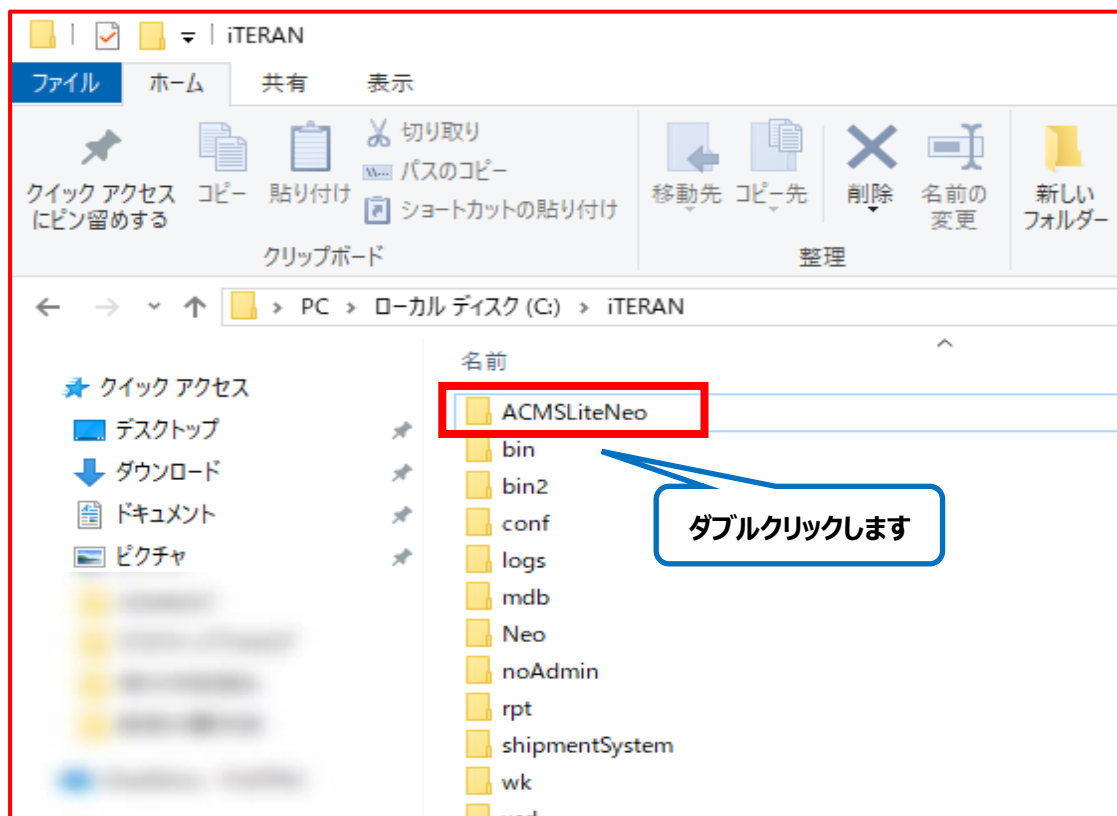 iTERAN
ファイル ホーム 共有 表示
クイック アクセス
にピン留めする
コピー
貼り付け
切り取り
パスのコピー
ショートカットの貼り付け
クリップボード
移動先
コピー先
削除
名前の
変更
整理
新しい
フォルダー
PC > ローカル ディスク (C:) > iTERAN
クイック アクセス
デスクトップ
ダウンロード
ドキュメント
ピクチャ
名前
ACMSLiteNeo
bin
bin2
conf
logs
mdb
Neo
noAdmin
rpt
shipmentSystem
wk
ダブルクリックします